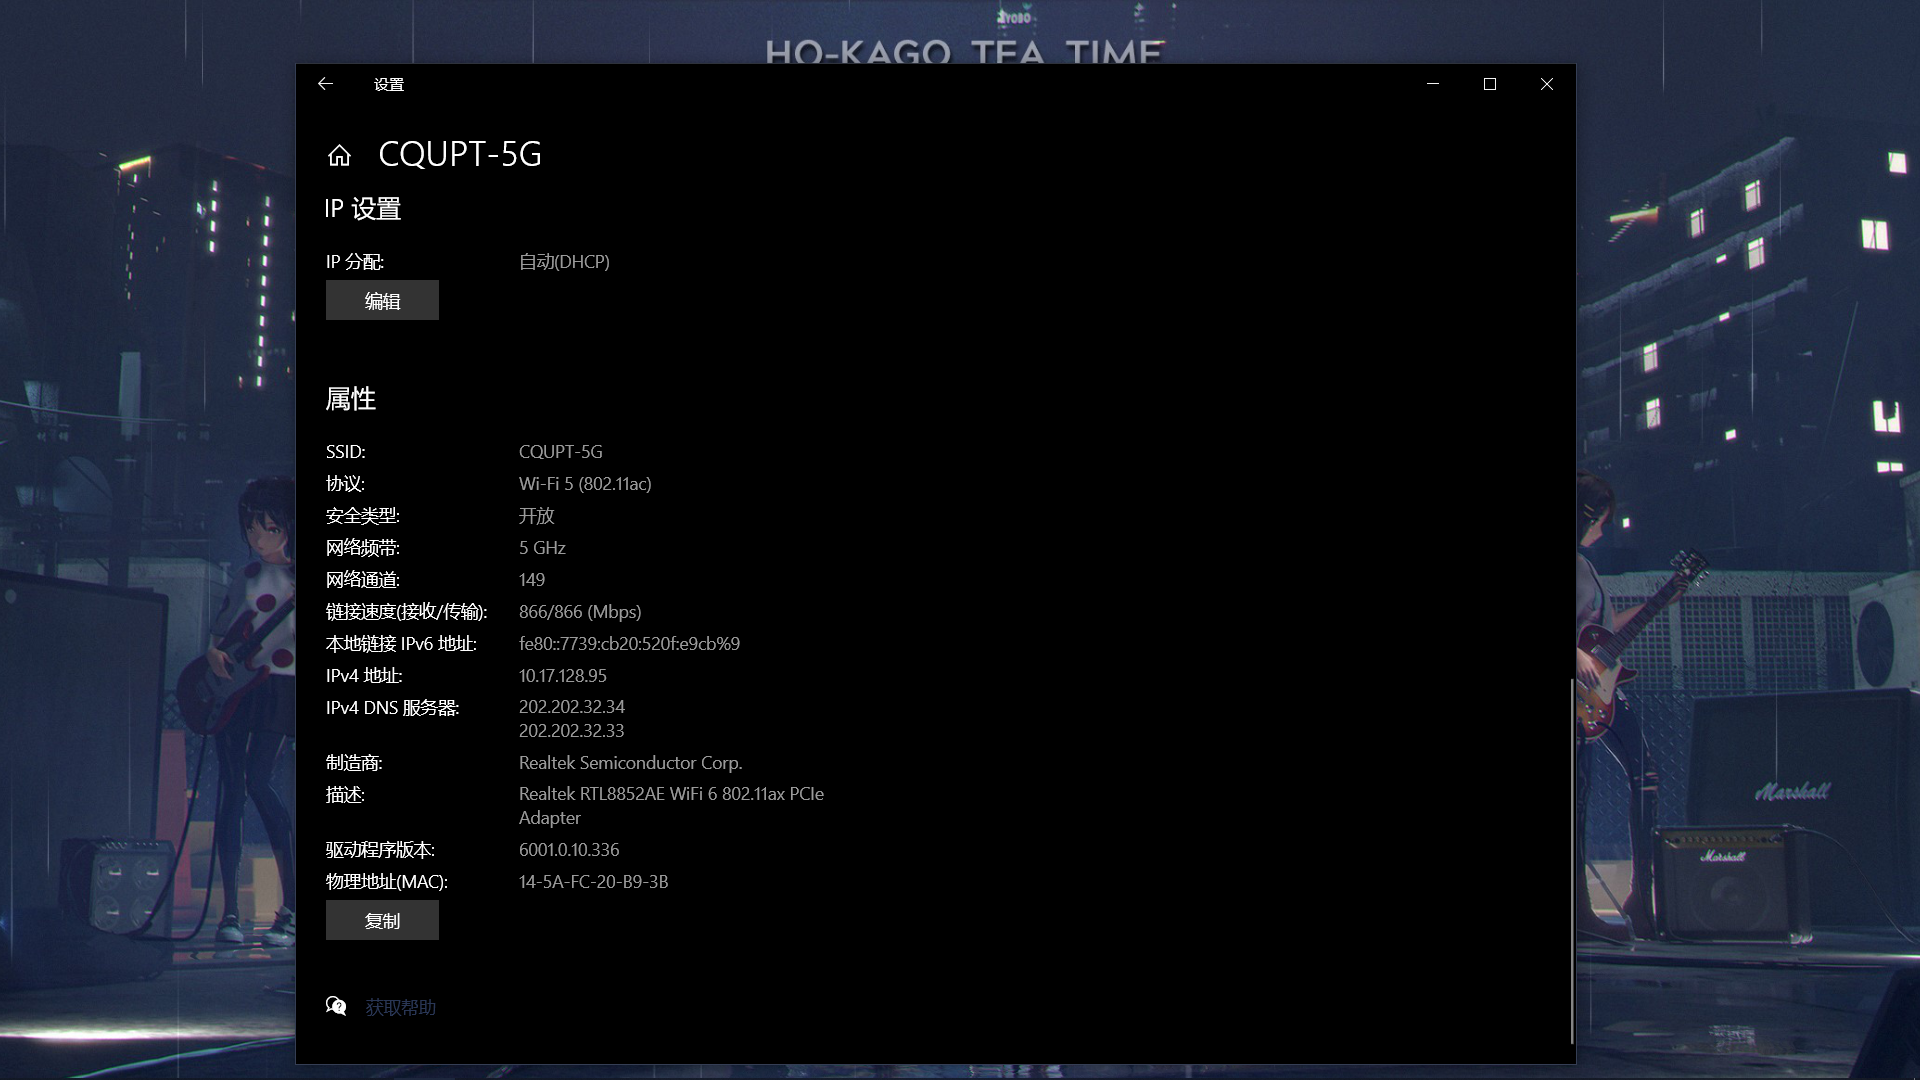 HO-KAGO TEA TIME
设置
CQUPT-5G
IP 设置
IP 分配: 自动(DHCP)
编辑
属性
SSID: CQUPT-5G
协议: Wi-Fi 5 (802.11ac)
安全类型: 开放
网络频带: 5 GHz
网络通道: 149
链接速度(接收/传输): 866/866 (Mbps)
本地链接 IPv6 地址: fe80::7739:cb20:520f:e9cb%9
IPv4 地址: 10.17.128.95
IPv4 DNS 服务器: 202.202.32.34
202.202.32.33
制造商: Realtek Semiconductor Corp.
描述: Realtek RTL8852AE WiFi 6 802.11ax PCIe
Adapter
驱动程序版本: 6001.0.10.336
物理地址(MAC): 14-5A-FC-20-B9-3B
复制
获取帮助
Marshall
Marshall